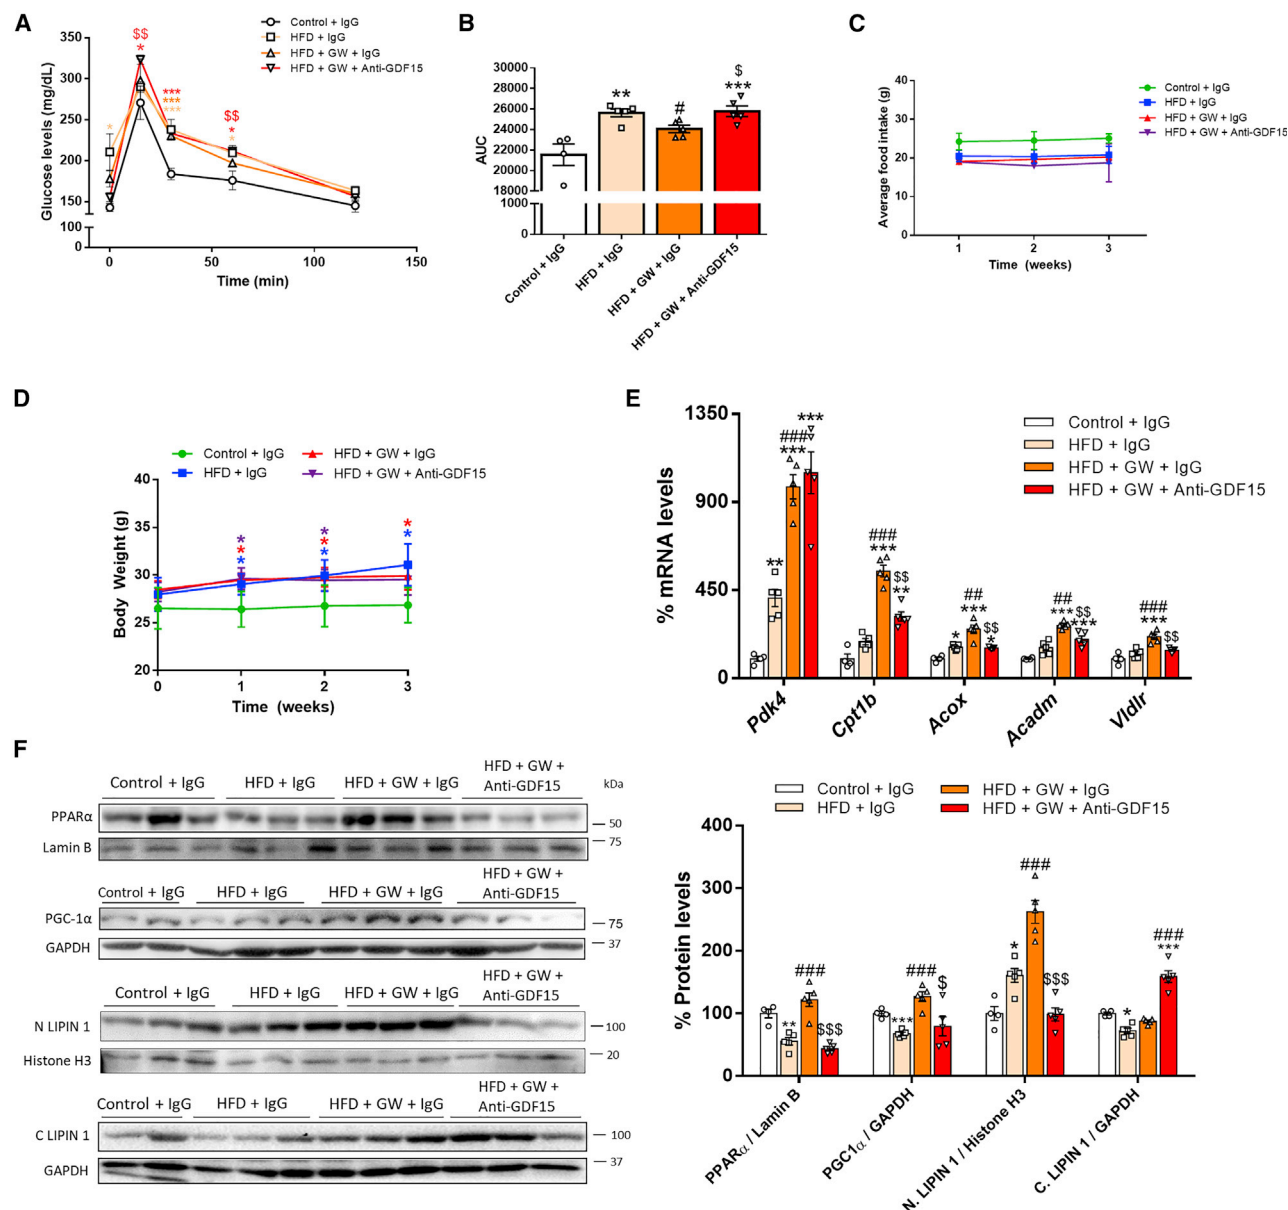 A
Control + IgG
HFD + IgG
HFD + GW + IgG
HFD + GW + Anti-GDF15
Glucose levels (mg/dL)
350
300
250
200
150
100
0
$$
*
*
***
***
***
$$
*
*
0
50
100
150
Time (min)
B
AUC
30000
28000
26000
24000
22000
20000
18000
1000
0
**
#
$
***
Control + IgG
HFD + IgG
HFD + GW + IgG
HFD + GW + Anti-GDF15
C
Control + IgG
HFD + IgG
HFD + GW + IgG
HFD + GW + Anti-GDF15
Average food intake (g)
40
30
20
10
0
1
2
3
Time (weeks)
D
Control + IgG
HFD + IgG
HFD + GW + IgG
HFD + GW + Anti-GDF15
Body Weight (g)
40
35
30
25
20
*
*
*
*
*
*
*
*
0
1
2
3
Time (weeks)
E
Control + IgG
HFD + IgG
HFD + GW + IgG
HFD + GW + Anti-GDF15
% mRNA levels
1350
900
450
0
**
###
***
***
###
***
$$
**
*
##
***
$$
*
##
***
$$
***
###
***
$$
Pdk4
Cpt1b
Acox
Acadm
Vldlr
F
Control + IgG
HFD + IgG
HFD + GW + IgG
HFD + GW +
Anti-GDF15
kDa
PPARα
50
Lamin B
75
Control + IgG
HFD + IgG
HFD + GW + IgG
HFD + GW +
Anti-GDF15
PGC-1α
75
GAPDH
37
Control + IgG
HFD + IgG
HFD + GW + IgG
HFD + GW +
Anti-GDF15
N LIPIN 1
100
Histone H3
20
Control + IgG
HFD + IgG
HFD + GW + IgG
HFD + GW +
Anti-GDF15
C LIPIN 1
100
GAPDH
37
Control + IgG
HFD + IgG
HFD + GW + IgG
HFD + GW + Anti-GDF15
% Protein levels
400
300
200
100
0
**
###
$$$
***
###
$
*
###
$$$
*
###
***
PPARα / Lamin B
PGC1α / GAPDH
N. LIPIN 1 / Histone H3
C. LIPIN 1 / GAPDH